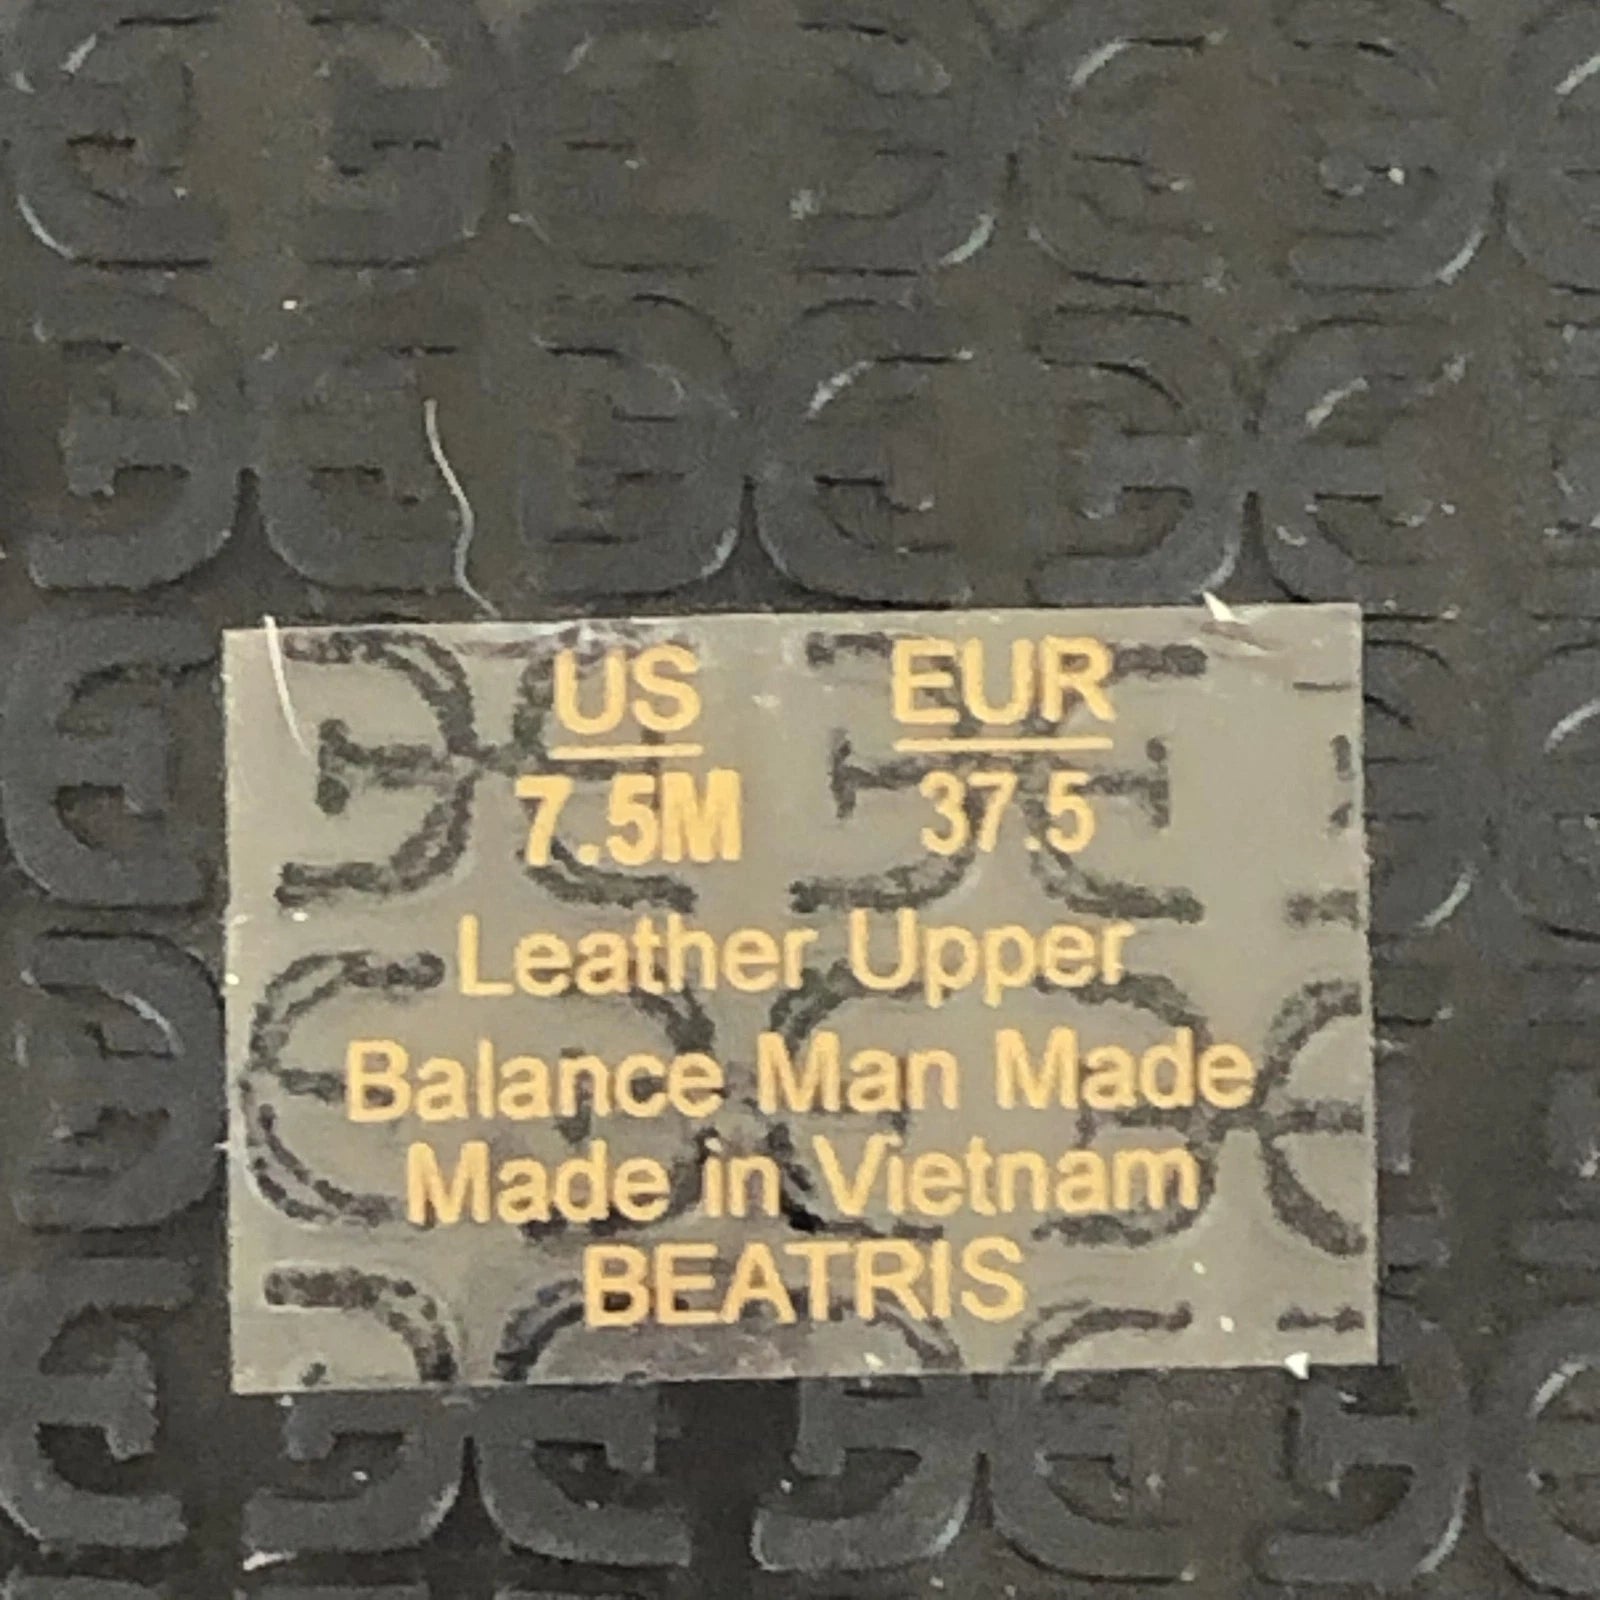 US EUR
7.5M 37.5
Leather Upper
Balance Man Made
Made in Vietnam
BEATRIS